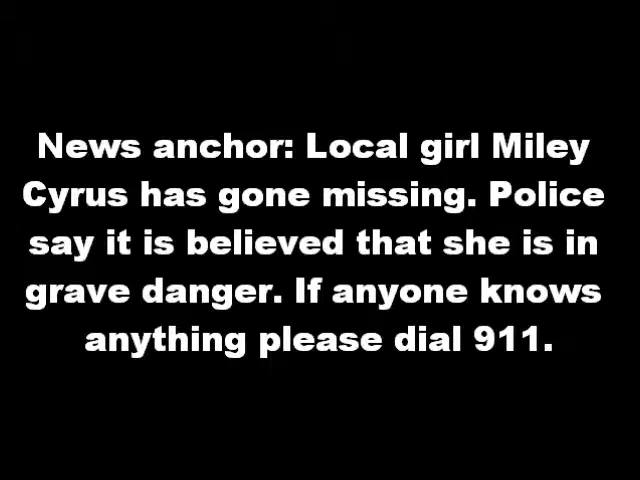 News anchor: Local girl Miley
Cyrus has gone missing. Police
say it is believed that she is in
grave danger. If anyone knows
anything please dial 911.